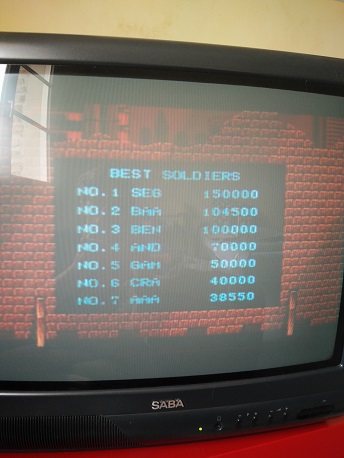 BEST SOLDIERS
NO.1 SEG 150000
NO.2 BAA 104500
NO.3 BEN 100000
NO.4 AND 70000
NO.5 SAM 50000
NO.6 CRA 40000
NO.7 AAA 38550
SABA